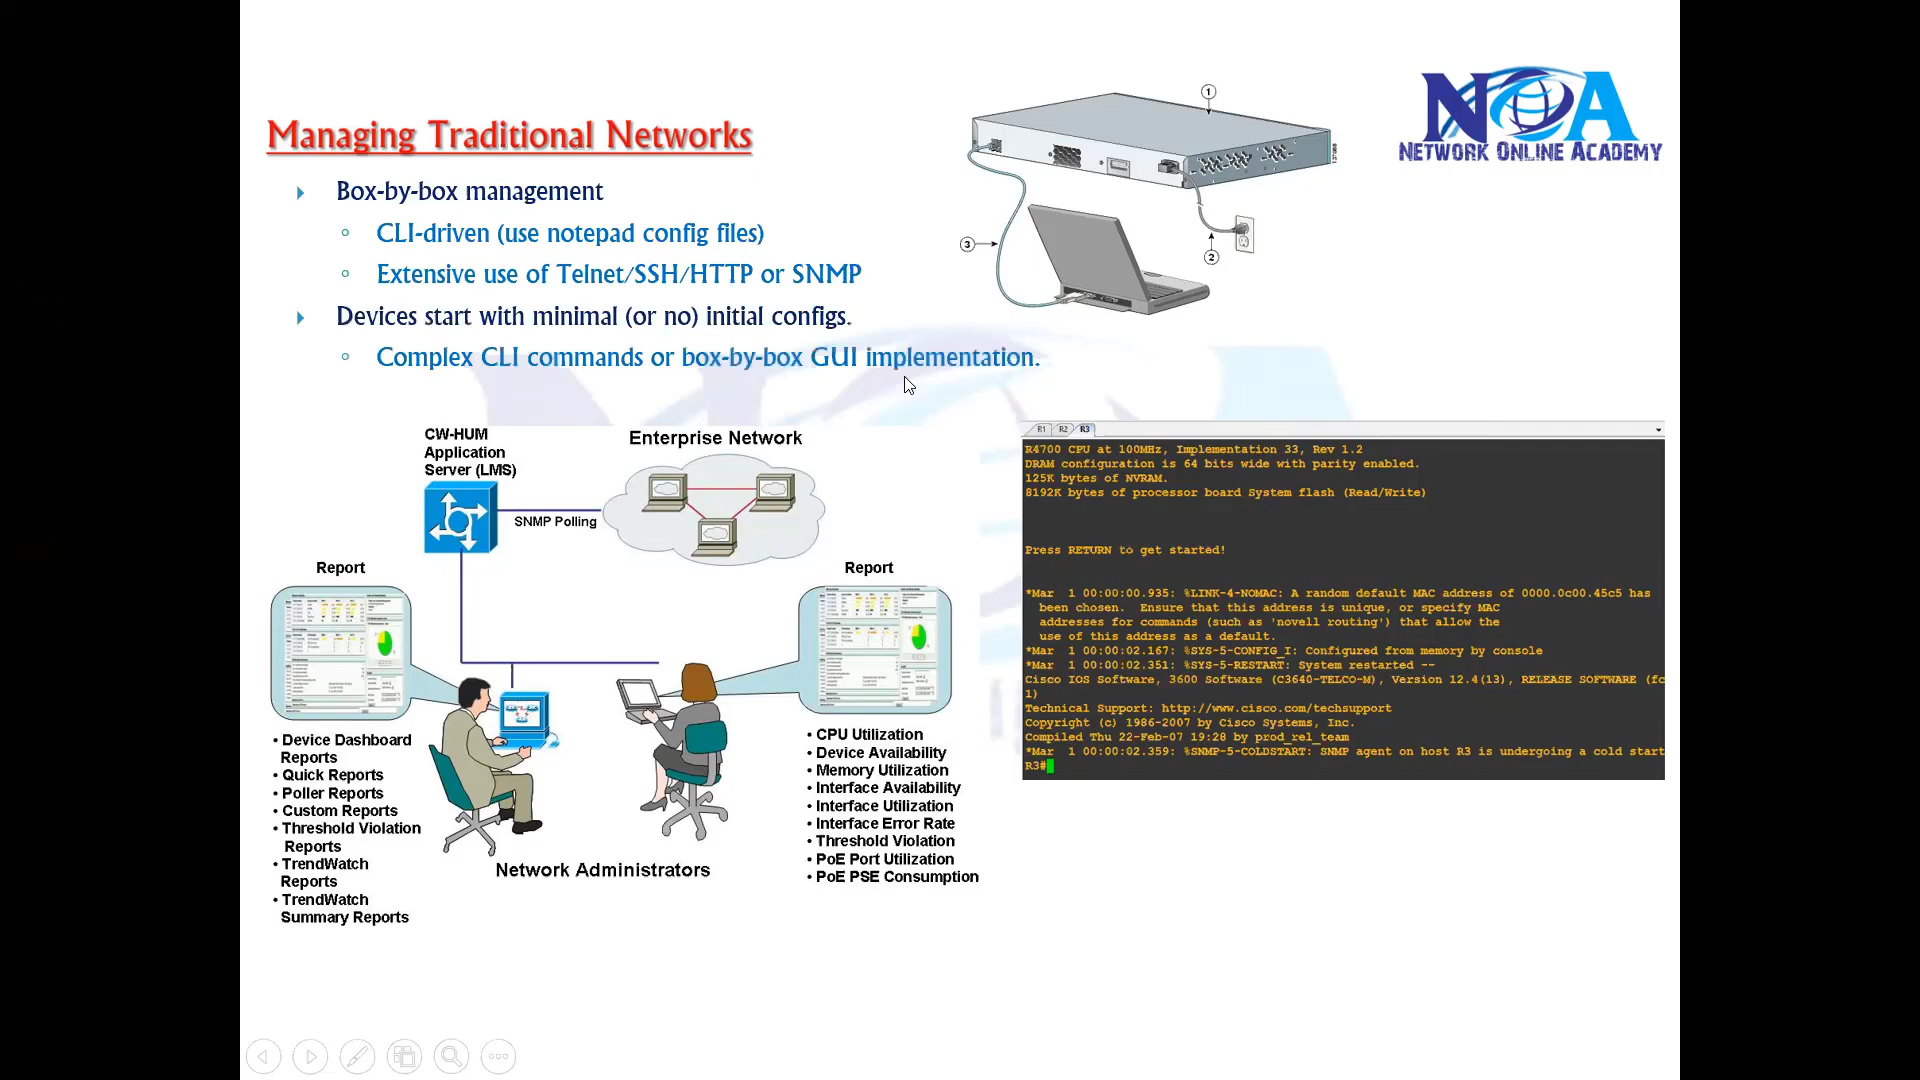 Managing Traditional Networks
NOA
NETWORK ONLINE ACADEMY
Box-by-box management
CLI-driven (use notepad config files)
Extensive use of Telnet/SSH/HTTP or SNMP
Devices start with minimal (or no) initial configs.
Complex CLI commands or box-by-box GUI implementation.
1
2
3
CW-HUM
Application
Server (LMS)
Enterprise Network
SNMP Polling
Report
Report
• Device Dashboard
Reports
• Quick Reports
• Poller Reports
• Custom Reports
• Threshold Violation
Reports
• TrendWatch
Reports
• TrendWatch
Summary Reports
Network Administrators
• CPU Utilization
• Device Availability
• Memory Utilization
• Interface Availability
• Interface Utilization
• Interface Error Rate
• Threshold Violation
• PoE Port Utilization
• PoE PSE Consumption
R1 R2 R3
R4700 CPU at 100MHz, Implementation 33, Rev 1.2
DRAM configuration is 64 bits wide with parity enabled.
125K bytes of NVRAM.
8192K bytes of processor board System flash (Read/Write)
Press RETURN to get started!
*Mar  1 00:00:00.935: %LINK-4-NOMAC: A random default MAC address of 0000.0c00.45c5 has
been chosen.  Ensure that this address is unique, or specify MAC
addresses for commands (such as 'novell routing') that allow the
use of this address as a default.
*Mar  1 00:00:02.167: %SYS-5-CONFIG_I: Configured from memory by console
*Mar  1 00:00:02.351: %SYS-5-RESTART: System restarted --
Cisco IOS Software, 3600 Software (C3640-TELCO-M), Version 12.4(13), RELEASE SOFTWARE (fc
1)
Technical Support: http://www.cisco.com/techsupport
Copyright (c) 1986-2007 by Cisco Systems, Inc.
Compiled Thu 22-Feb-07 19:28 by prod_rel_team
*Mar  1 00:00:02.359: %SNMP-5-COLDSTART: SNMP agent on host R3 is undergoing a cold start
R3#